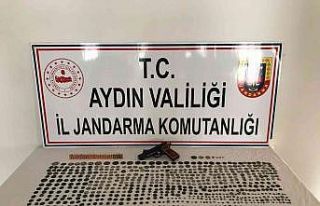 T.C.
AYDIN VALİLİĞİ
İL JANDARMA KOMUTANLIĞI